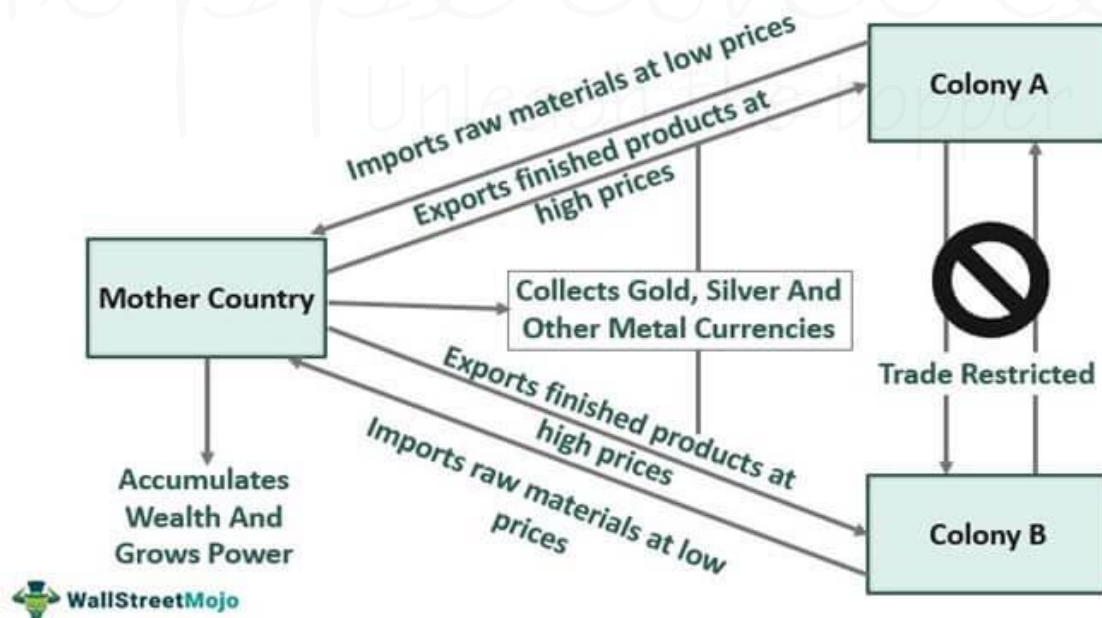 Imports raw materials at low prices
Exports finished products at
high prices
Colony A
Mother Country
Collects Gold, Silver And
Other Metal Currencies
Trade Restricted
Exports finished products at
high prices
Imports raw materials at low
prices
Accumulates
Wealth And
Grows Power
Colony B
WallStreetMojo